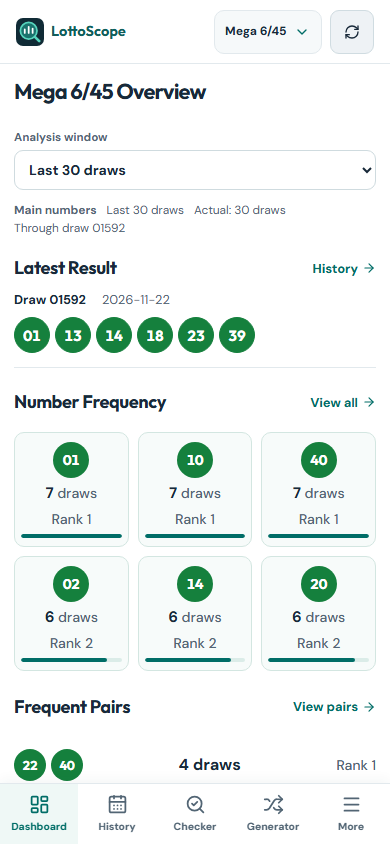 LottoScope
Mega 6/45
Mega 6/45 Overview
Analysis window
Last 30 draws
Main numbers Last 30 draws Actual: 30 draws
Through draw 01592
Latest Result History
Draw 01592 2026-11-22
01 13 14 18 23 39
Number Frequency View all
01 10 40
7 draws 7 draws 7 draws
Rank 1 Rank 1 Rank 1
02 14 20
6 draws 6 draws 6 draws
Rank 2 Rank 2 Rank 2
Frequent Pairs View pairs
22 40 4 draws Rank 1
Dashboard History Checker Generator More